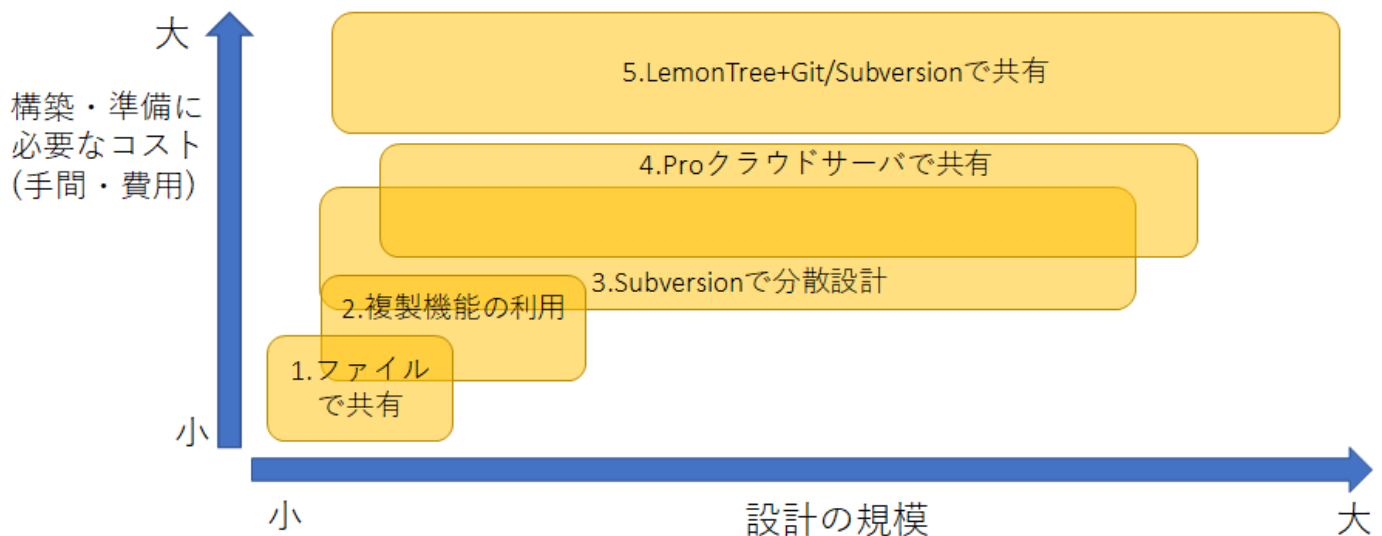 大
構築・準備に
必要なコスト
(手間・費用)
小
5.LemonTree+Git/Subversionで共有
4.Proクラウドサーバで共有
3.Subversionで分散設計
2.複製機能の利用
1.ファイル
で共有
小
設計の規模
大